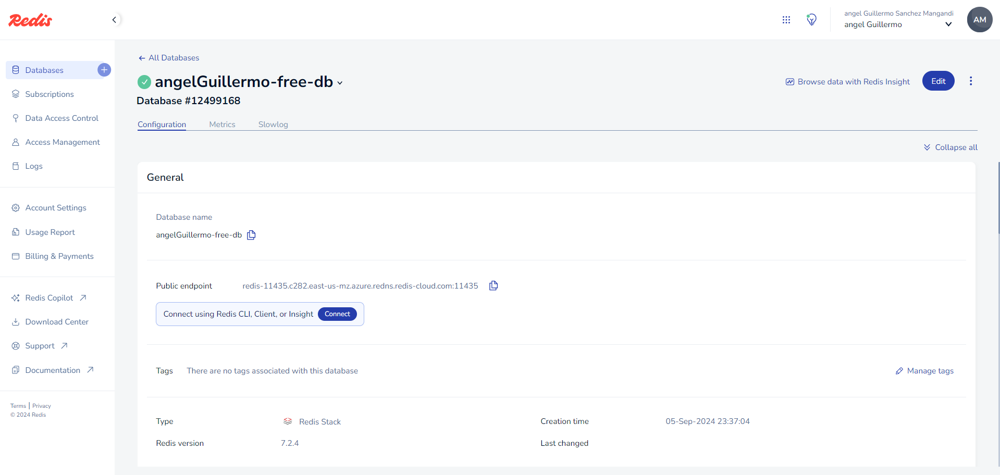 Redis
angel Guillermo Sanchez Mangandi
angel Guillermo
AM
Databases
Subscriptions
Data Access Control
Access Management
Logs
Account Settings
Usage Report
Billing & Payments
Redis Copilot
Download Center
Support
Documentation
Terms | Privacy
© 2024 Redis
All Databases
angelGuillermo-free-db
Browse data with Redis Insight
Edit
Database #12499168
Configuration Metrics Slowlog
Collapse all
General
Database name
angelGuillermo-free-db
Public endpoint redis-11435.c282.east-us-mz.azure.redns.redis-cloud.com:11435
Connect using Redis CLI, Client, or Insight Connect
Tags There are no tags associated with this database Manage tags
Type Redis Stack Creation time 05-Sep-2024 23:37:04
Redis version 7.2.4 Last changed